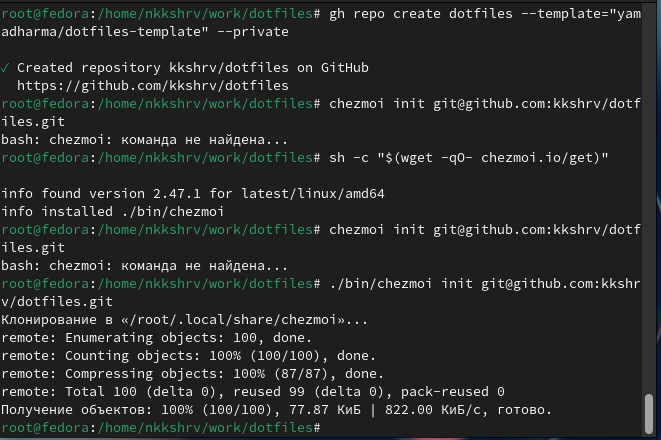 root@fedora:/home/nkkshrv/work/dotfiles# gh repo create dotfiles --template="yam
adharma/dotfiles-template" --private
✓ Created repository kkshrv/dotfiles on GitHub
https://github.com/kkshrv/dotfiles
root@fedora:/home/nkkshrv/work/dotfiles# chezmoi init git@github.com:kkshrv/dotf
iles.git
bash: chezmoi: команда не найдена...
root@fedora:/home/nkkshrv/work/dotfiles# sh -c "$(wget -qO- chezmoi.io/get)"
info found version 2.47.1 for latest/linux/amd64
info installed ./bin/chezmoi
root@fedora:/home/nkkshrv/work/dotfiles# chezmoi init git@github.com:kkshrv/dotf
iles.git
bash: chezmoi: команда не найдена...
root@fedora:/home/nkkshrv/work/dotfiles# ./bin/chezmoi init git@github.com:kkshr
v/dotfiles.git
Клонирование в «/root/.local/share/chezmoi»...
remote: Enumerating objects: 100, done.
remote: Counting objects: 100% (100/100), done.
remote: Compressing objects: 100% (87/87), done.
remote: Total 100 (delta 0), reused 99 (delta 0), pack-reused 0
Получение объектов: 100% (100/100), 77.87 КиБ | 822.00 КиБ/с, готово.
root@fedora:/home/nkkshrv/work/dotfiles#